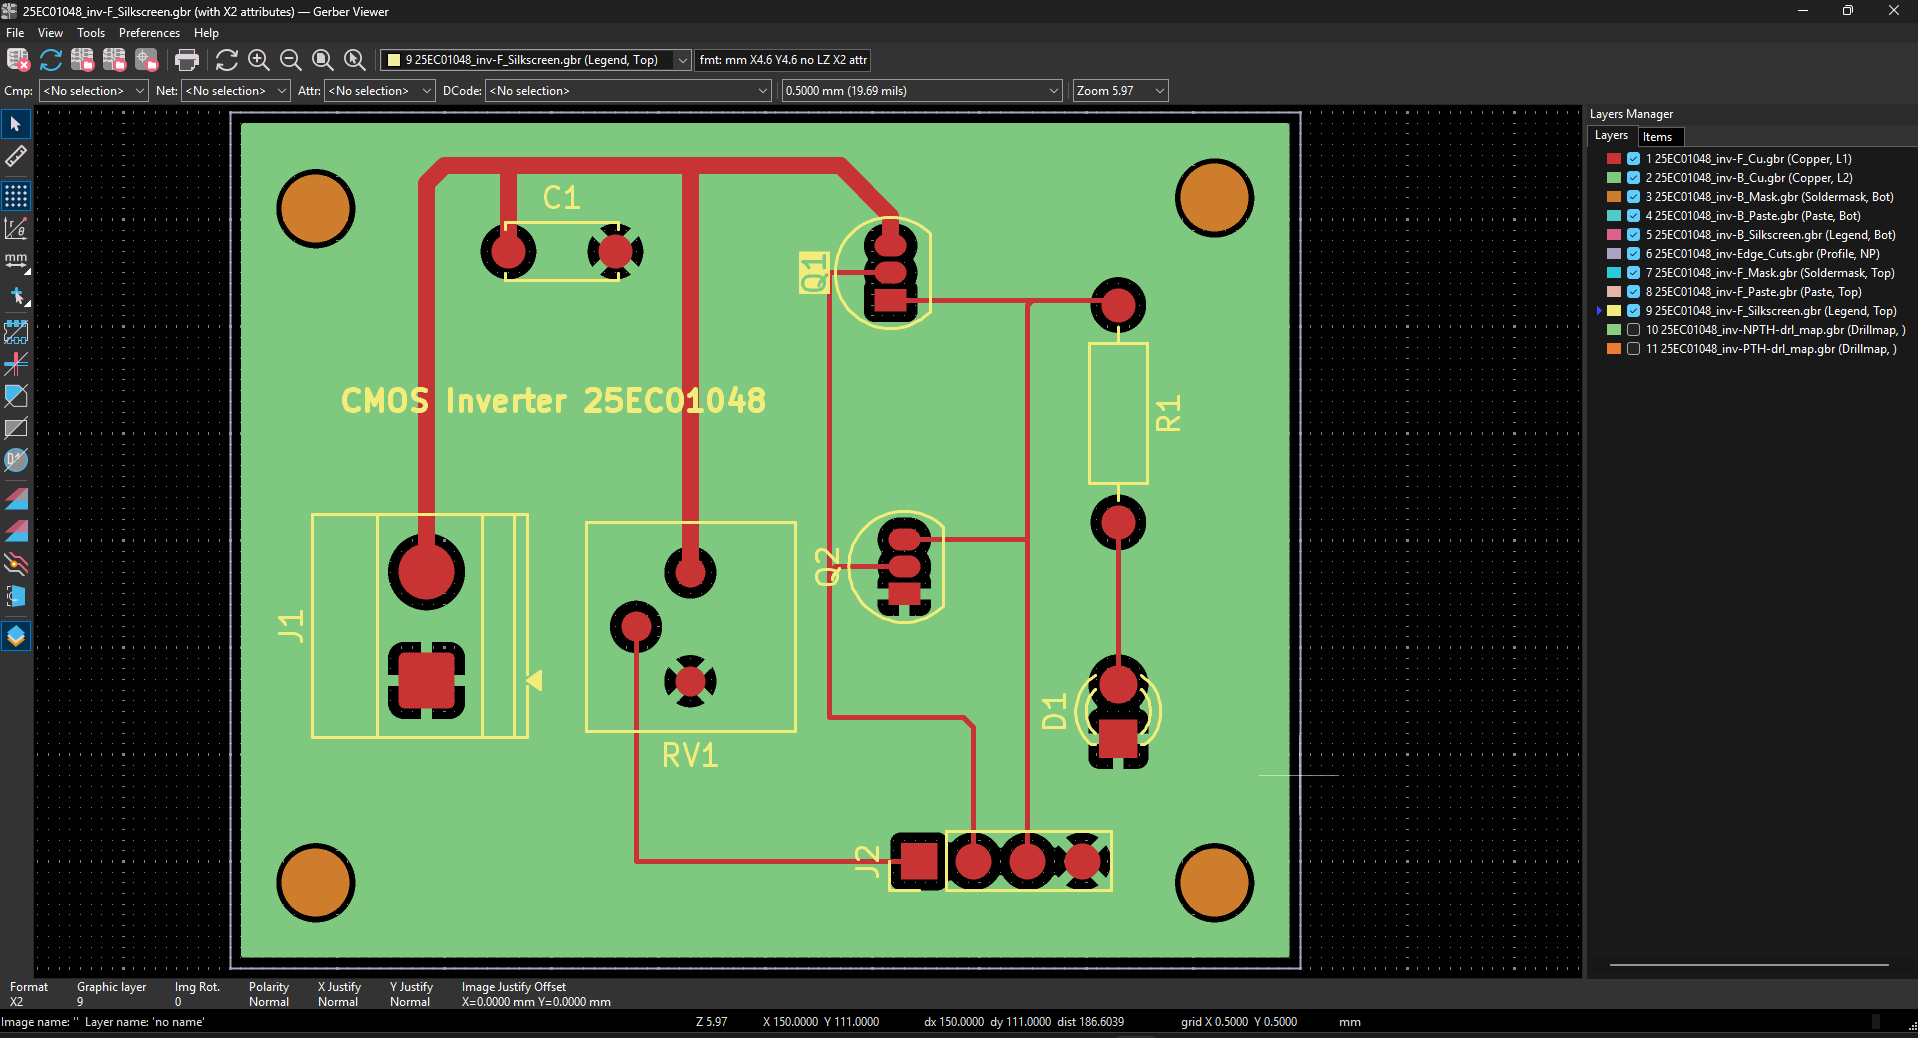 25EC01048_inv-F_Silkscreen.gbr (with X2 attributes) — Gerber Viewer
File View Tools Preferences Help
9 25EC01048_inv-F_Silkscreen.gbr (Legend, Top) fmt: mm X4.6 Y4.6 no LZ X2 attr
Cmp: <No selection> Net: <No selection> Attr: <No selection> DCode: <No selection> 0.5000 mm (19.69 mils) Zoom 5.97
mm
Layers Manager
Layers Items
1 25EC01048_inv-F_Cu.gbr (Copper, L1)
2 25EC01048_inv-B_Cu.gbr (Copper, L2)
3 25EC01048_inv-B_Mask.gbr (Soldermask, Bot)
4 25EC01048_inv-B_Paste.gbr (Paste, Bot)
5 25EC01048_inv-B_Silkscreen.gbr (Legend, Bot)
6 25EC01048_inv-Edge_Cuts.gbr (Profile, NP)
7 25EC01048_inv-F_Mask.gbr (Soldermask, Top)
8 25EC01048_inv-F_Paste.gbr (Paste, Top)
9 25EC01048_inv-F_Silkscreen.gbr (Legend, Top)
10 25EC01048_inv-NPTH-drl_map.gbr (Drillmap, )
11 25EC01048_inv-PTH-drl_map.gbr (Drillmap, )
C1
Q1
CMOS Inverter 25EC01048
R1
Q2
J1
D1
RV1
J2
Format Graphic layer Img Rot. Polarity X Justify Y Justify Image Justify Offset
X2 9 0 Normal Normal Normal X=0.0000 mm Y=0.0000 mm
Image name: '' Layer name: 'no name' Z 5.97 X 150.0000 Y 111.0000 dx 150.0000 dy 111.0000 dist 186.6039 grid X 0.5000 Y 0.5000 mm